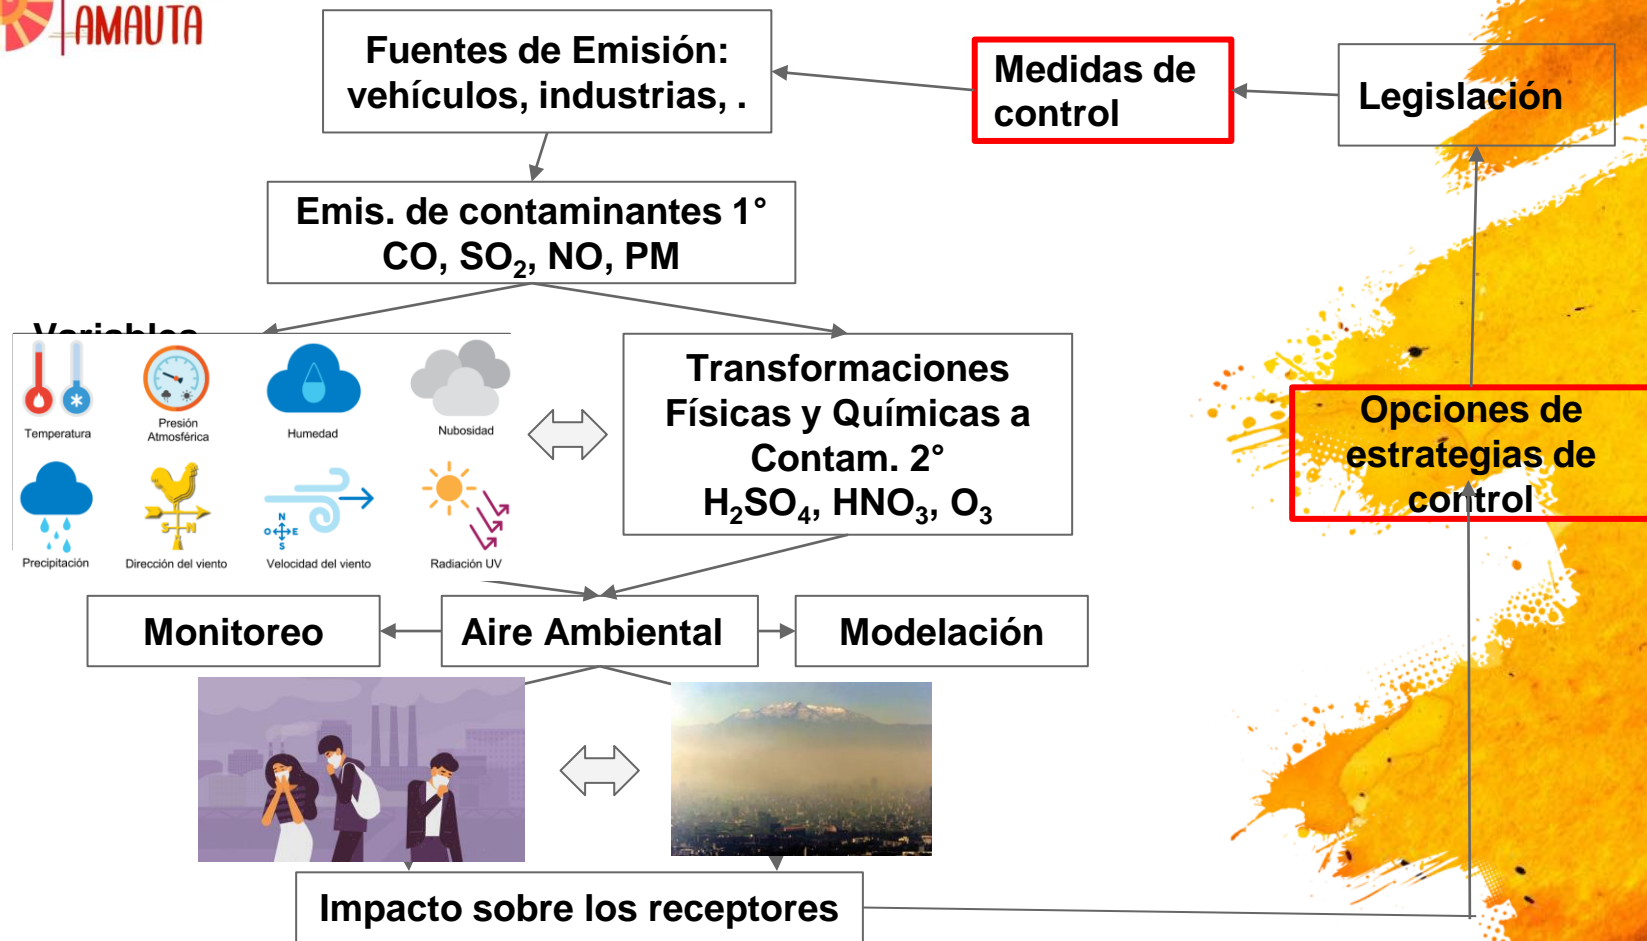 AMAUTA
Fuentes de Emisión:
vehículos, industrias, .
Medidas de
control
Legislación
Emis. de contaminantes 1°
CO, SO₂, NO, PM
Variables
Temperatura
Presión
Atmosférica
Humedad
Nubosidad
Precipitación
S N
Dirección del viento
N
O E
S
Velocidad del viento
Radiación UV
Transformaciones
Físicas y Químicas a
Contam. 2°
H₂SO₄, HNO₃, O₃
Opciones de
estrategias de
control
Monitoreo
Aire Ambiental
Modelación
Impacto sobre los receptores